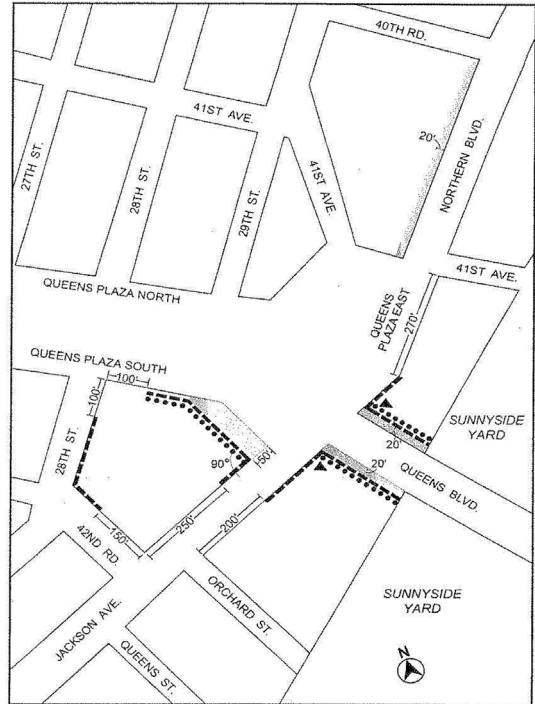 40TH RD.
41ST AVE.
20'
27TH ST.
28TH ST.
29TH ST.
41ST AVE.
NORTHERN BLVD.
41ST AVE.
QUEENS PLAZA NORTH
QUEENS
PLAZA EAST
270'
QUEENS PLAZA SOUTH
100'
100'
28TH ST.
SUNNYSIDE
YARD
20'
QUEENS BLVD.
50'
90°
20'
250'
200'
150'
42ND RD.
ORCHARD ST.
SUNNYSIDE
YARD
JACKSON AVE.
QUEENS ST.
N